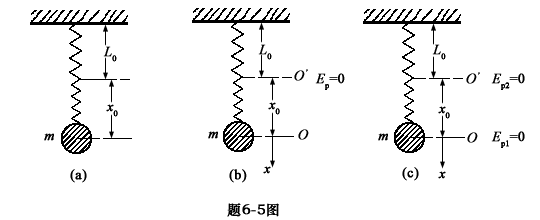 L₀
x₀
m
(a)
L₀
O′ Eₚ=0
x₀
m
O
x
(b)
L₀
O′ Eₚ₂=0
x₀
m
O Eₚ₁=0
x
(c)
题6-5图